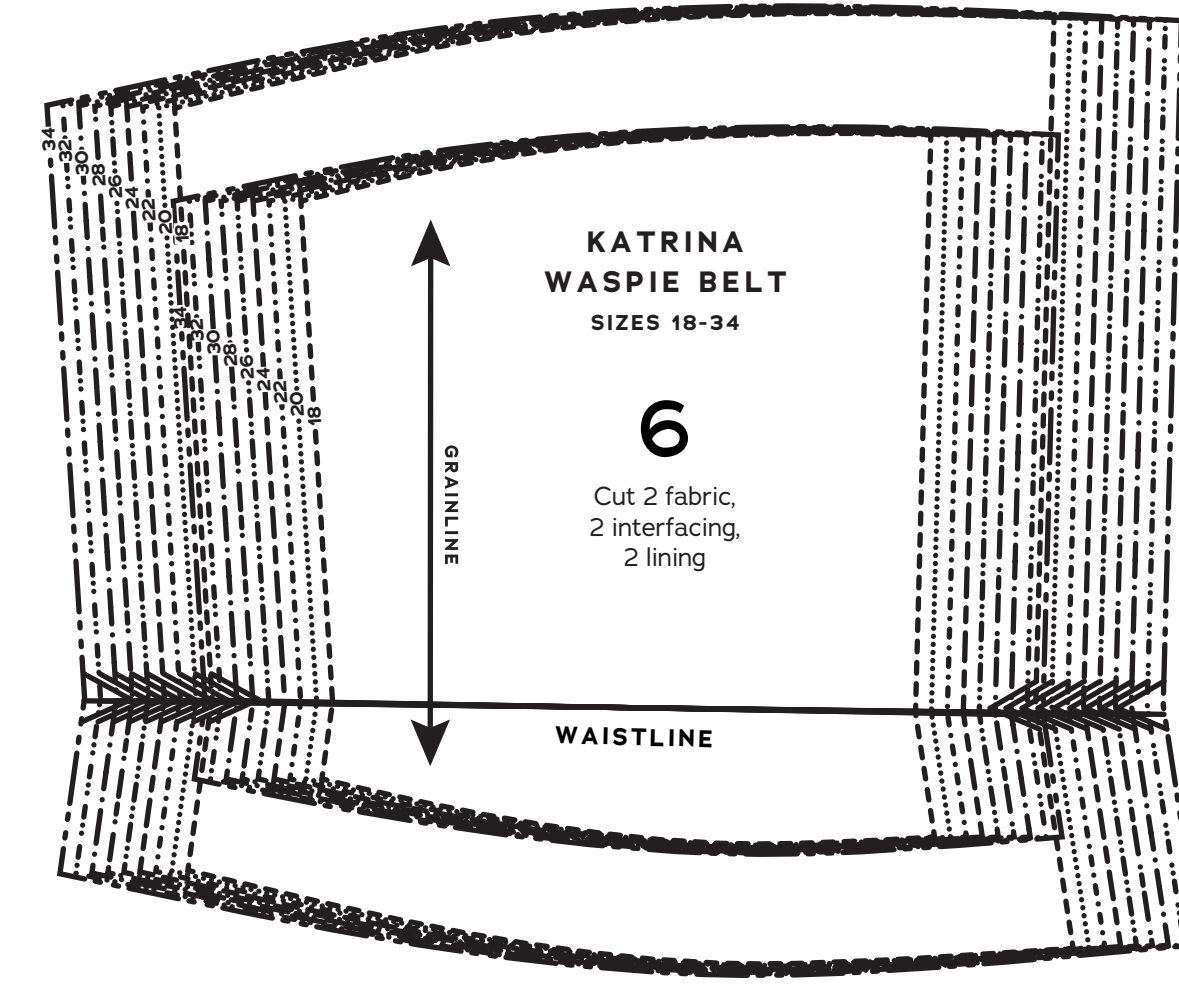 34
32
30
28
26
24
22
20
18
34
32
30
28
26
24
22
20
18
KATRINA
WASPIE BELT
SIZES 18-34
6
Cut 2 fabric,
2 interfacing,
2 lining
GRAINLINE
WAISTLINE